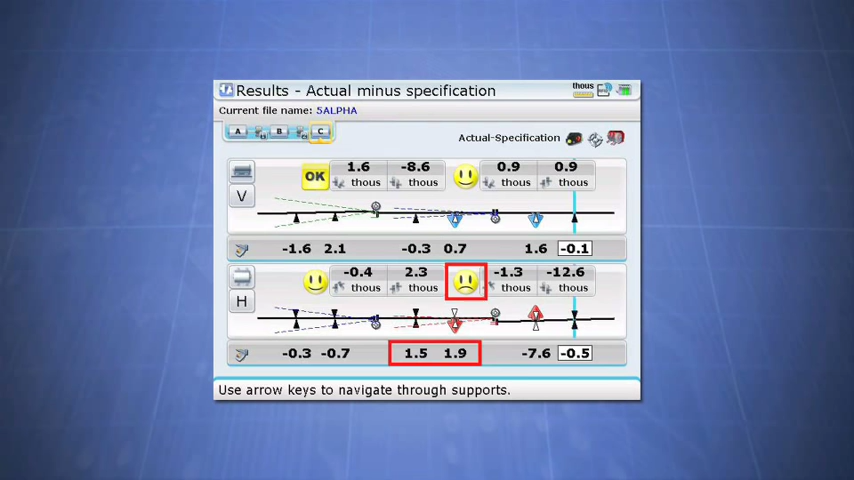 Results - Actual minus specification
thous
Current file name: 5ALPHA
A B C
Actual-Specification
OK 1.6 -8.6 0.9 0.9
thous thous thous thous
V
-1.6 2.1 -0.3 0.7 1.6 -0.1
-0.4 2.3 -1.3 -12.6
thous thous thous thous
H
-0.3 -0.7 1.5 1.9 -7.6 -0.5
Use arrow keys to navigate through supports.